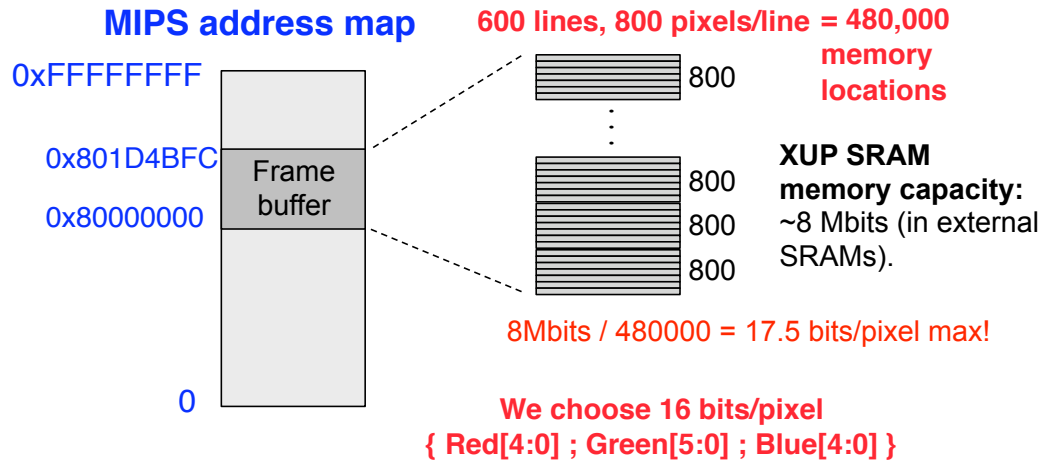 MIPS address map
600 lines, 800 pixels/line = 480,000
memory
locations
0xFFFFFFFF
0x801D4BFC
0x80000000
0
Frame
buffer
800
800
800
800
XUP SRAM
memory capacity:
~8 Mbits (in external
SRAMs).
8Mbits / 480000 = 17.5 bits/pixel max!
We choose 16 bits/pixel
{ Red[4:0] ; Green[5:0] ; Blue[4:0] }